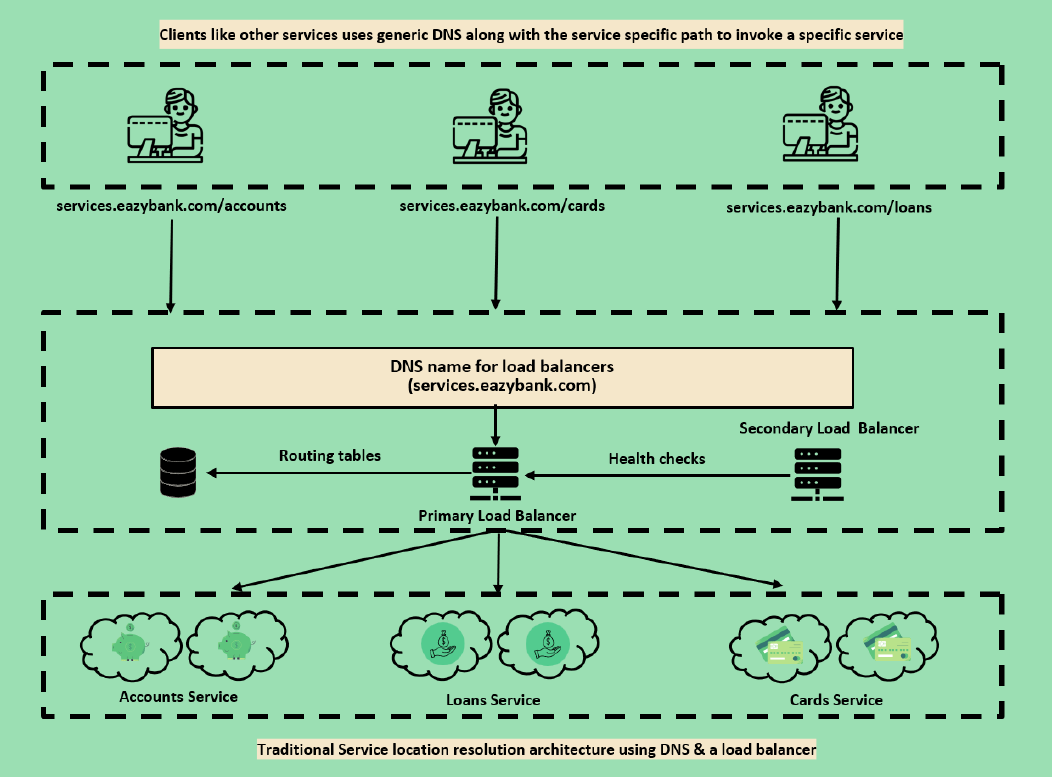 Clients like other services uses generic DNS along with the service specific path to invoke a specific service
services.eazybank.com/accounts
services.eazybank.com/cards
services.eazybank.com/loans
DNS name for load balancers
(services.eazybank.com)
Secondary Load Balancer
Routing tables
Health checks
Primary Load Balancer
Accounts Service
Loans Service
Cards Service
Traditional Service location resolution architecture using DNS & a load balancer